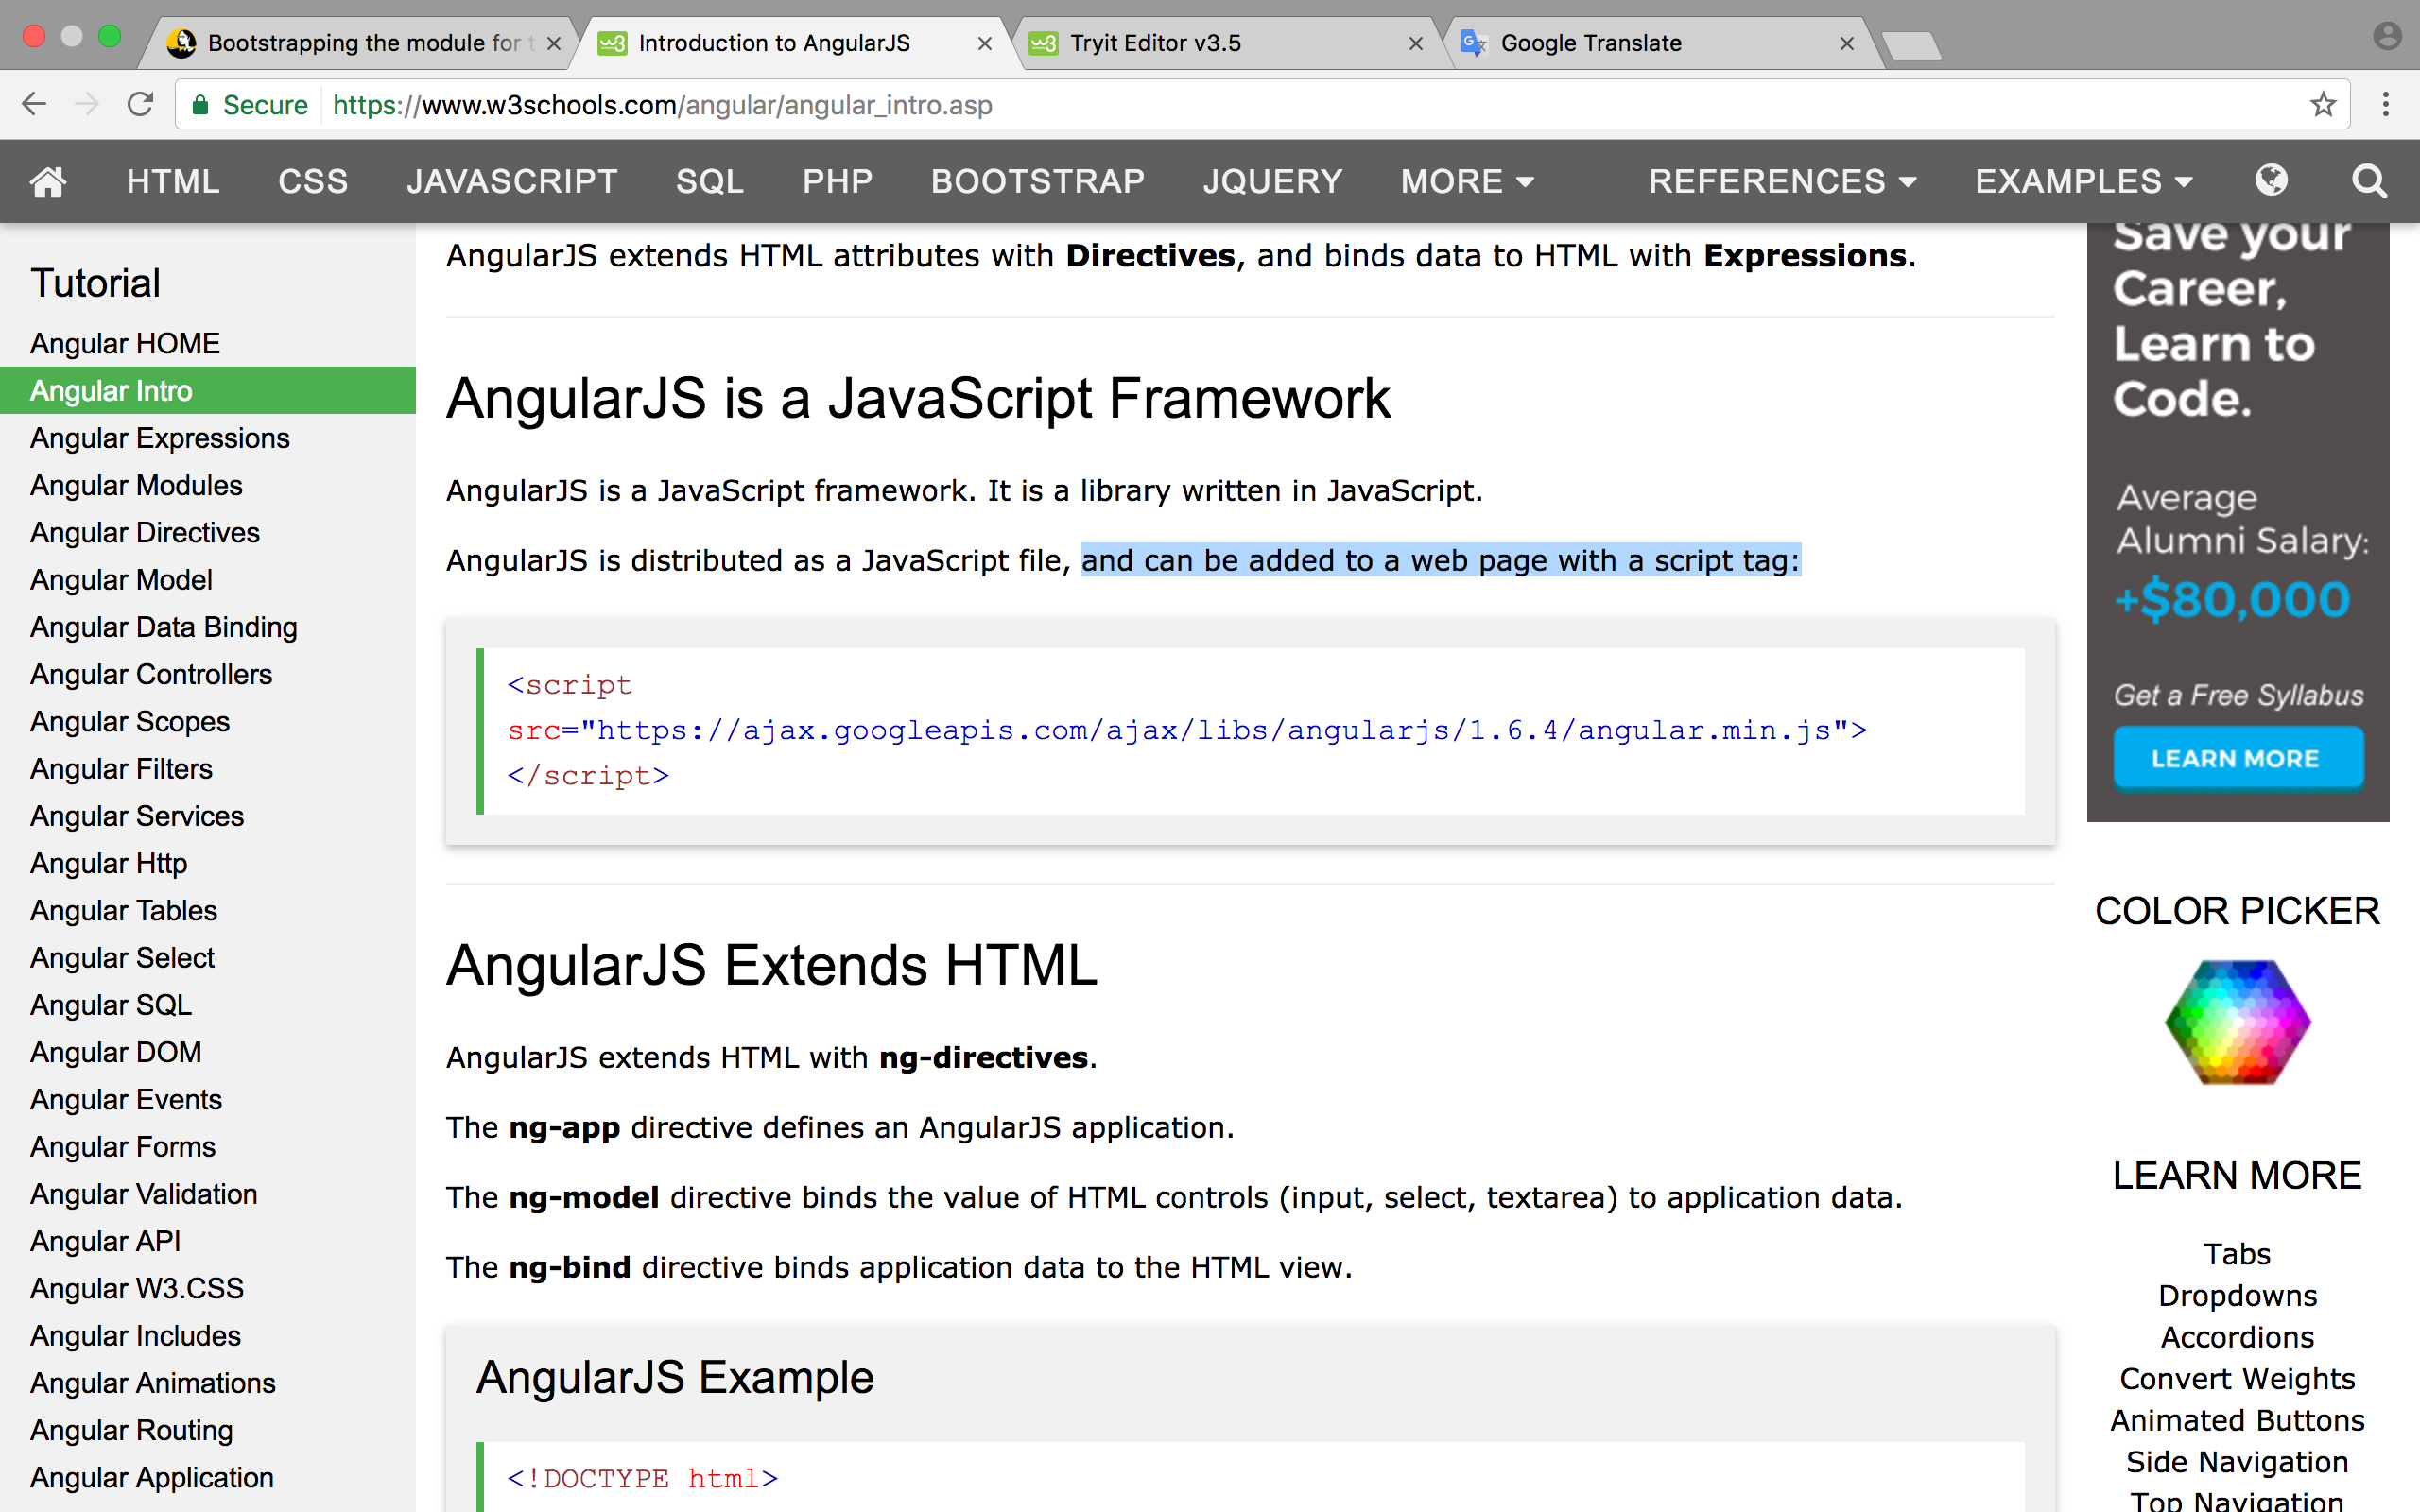 Bootstrapping the module for t
Introduction to AngularJS
Tryit Editor v3.5
Google Translate
Secure
https://www.w3schools.com/angular/angular_intro.asp
HTML CSS JAVASCRIPT SQL PHP BOOTSTRAP JQUERY MORE REFERENCES EXAMPLES
Tutorial
Angular HOME
Angular Intro
Angular Expressions
Angular Modules
Angular Directives
Angular Model
Angular Data Binding
Angular Controllers
Angular Scopes
Angular Filters
Angular Services
Angular Http
Angular Tables
Angular Select
Angular SQL
Angular DOM
Angular Events
Angular Forms
Angular Validation
Angular API
Angular W3.CSS
Angular Includes
Angular Animations
Angular Routing
Angular Application
AngularJS extends HTML attributes with Directives, and binds data to HTML with Expressions.
AngularJS is a JavaScript Framework
AngularJS is a JavaScript framework. It is a library written in JavaScript.
AngularJS is distributed as a JavaScript file, and can be added to a web page with a script tag:
<script
src="https://ajax.googleapis.com/ajax/libs/angularjs/1.6.4/angular.min.js">
</script>
AngularJS Extends HTML
AngularJS extends HTML with ng-directives.
The ng-app directive defines an AngularJS application.
The ng-model directive binds the value of HTML controls (input, select, textarea) to application data.
The ng-bind directive binds application data to the HTML view.
AngularJS Example
<!DOCTYPE html>
Save your
Career,
Learn to
Code.
Average
Alumni Salary:
+$80,000
Get a Free Syllabus
LEARN MORE
COLOR PICKER
LEARN MORE
Tabs
Dropdowns
Accordions
Convert Weights
Animated Buttons
Side Navigation
Top Navigation